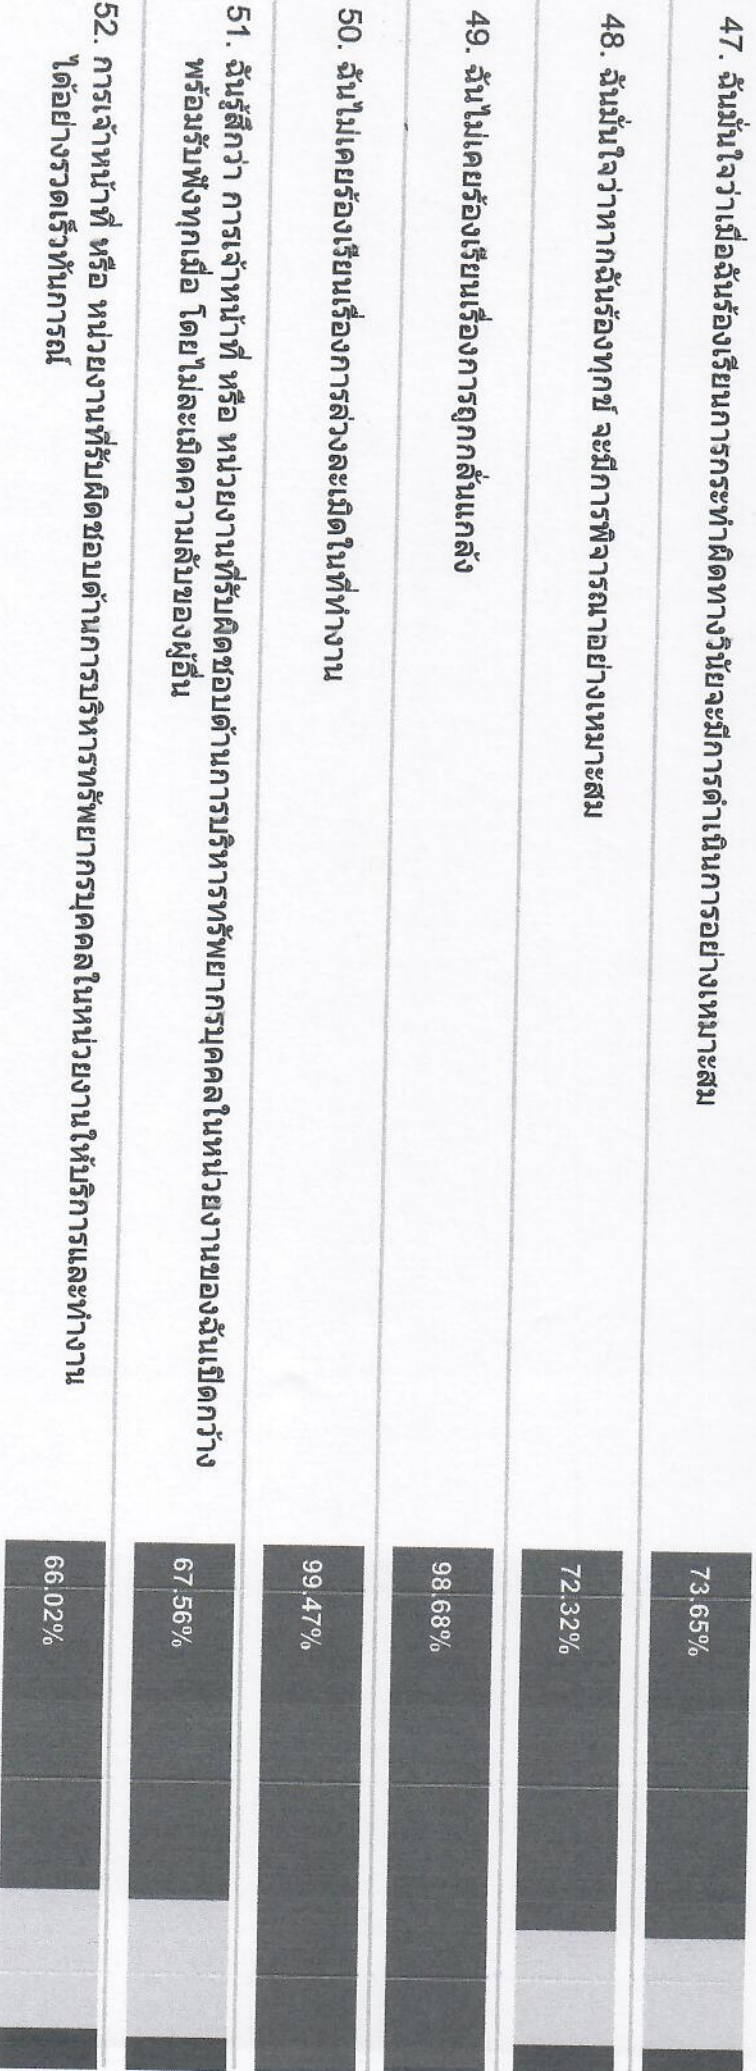 47. ฉันมั่นใจว่าเมื่อฉันร้องเรียนการกระทำผิดทางวินัยจะมีการดำเนินการอย่างเหมาะสม
73.65%
48. ฉันมั่นใจว่าหากฉันร้องทุกข์ จะมีการพิจารณาอย่างเหมาะสม
72.32%
49. ฉันไม่เคยร้องเรียนเรื่องการถูกกลั่นแกล้ง
98.68%
50. ฉันไม่เคยร้องเรียนเรื่องการล่วงละเมิดในที่ทำงาน
99.47%
51. ฉันรู้สึกว่า การเจ้าหน้าที่ หรือ หน่วยงานที่รับผิดชอบด้านการบริหารทรัพยากรบุคคลในหน่วยงานของฉันเปิดกว้าง
พร้อมรับฟังทุกเมื่อ โดยไม่ละเมิดความลับของผู้อื่น
67.56%
52. การเจ้าหน้าที่ หรือ หน่วยงานที่รับผิดชอบด้านการบริหารทรัพยากรบุคคลในหน่วยงานให้บริการและทำงาน
ได้อย่างรวดเร็วทันการณ์
66.02%